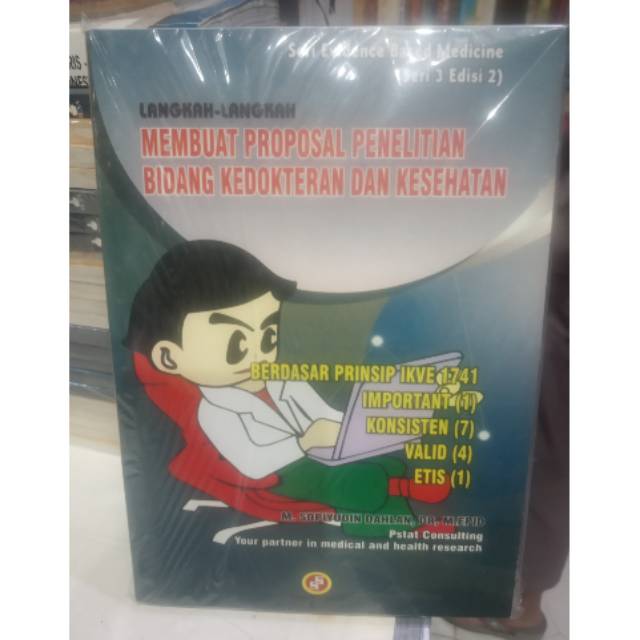 Seri Evidence Based Medicine
(Seri 3 Edisi 2)
LANGKAH-LANGKAH
MEMBUAT PROPOSAL PENELITIAN
BIDANG KEDOKTERAN DAN KESEHATAN
BERDASAR PRINSIP IKVE 1741
IMPORTANT (1)
KONSISTEN (7)
VALID (4)
ETIS (1)
M. SOPIYUDIN DAHLAN, DR, M.EPID
Pstat Consulting
Your partner in medical and health research